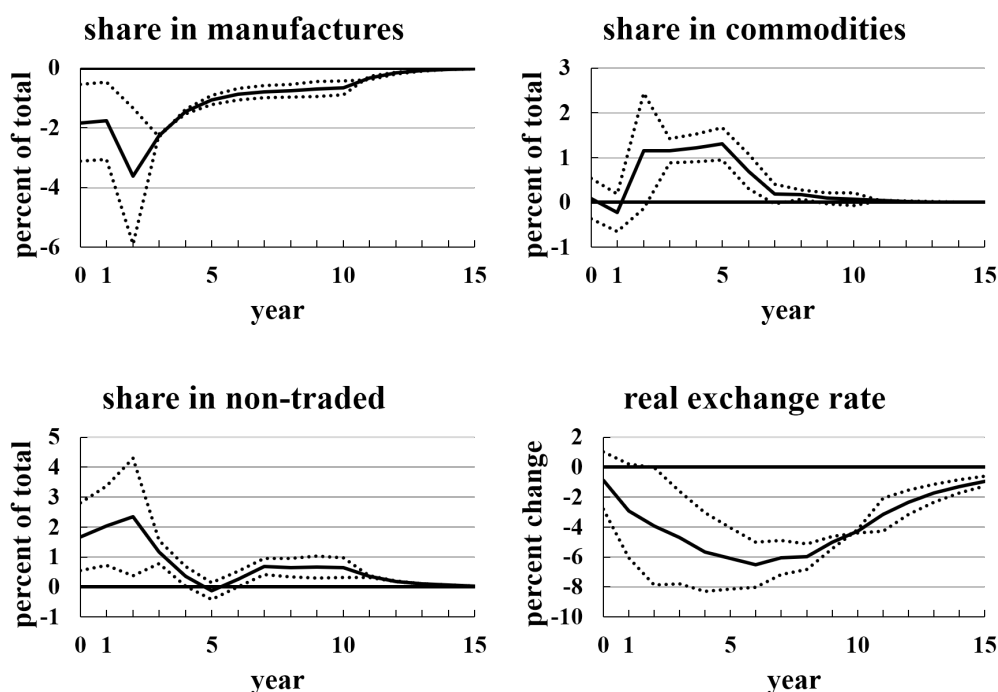 share in manufactures
percent of total
0
-2
-4
-6
0 1 5 10 15
year
share in commodities
percent of total
3
2
1
0
-1
0 1 5 10 15
year
share in non-traded
percent of total
5
4
3
2
1
0
-1
0 1 5 10 15
year
real exchange rate
percent change
2
0
-2
-4
-6
-8
-10
0 1 5 10 15
year